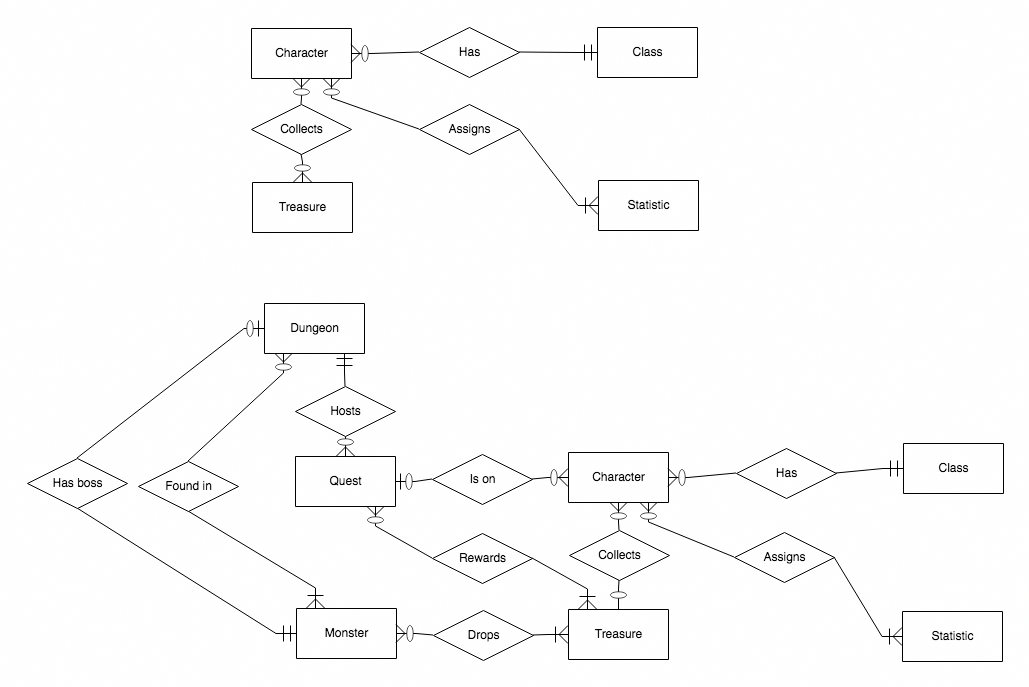 Character
Has
Class
Collects
Assigns
Treasure
Statistic
Dungeon
Hosts
Has boss
Found in
Quest
Is on
Character
Has
Class
Rewards
Collects
Assigns
Monster
Drops
Treasure
Statistic